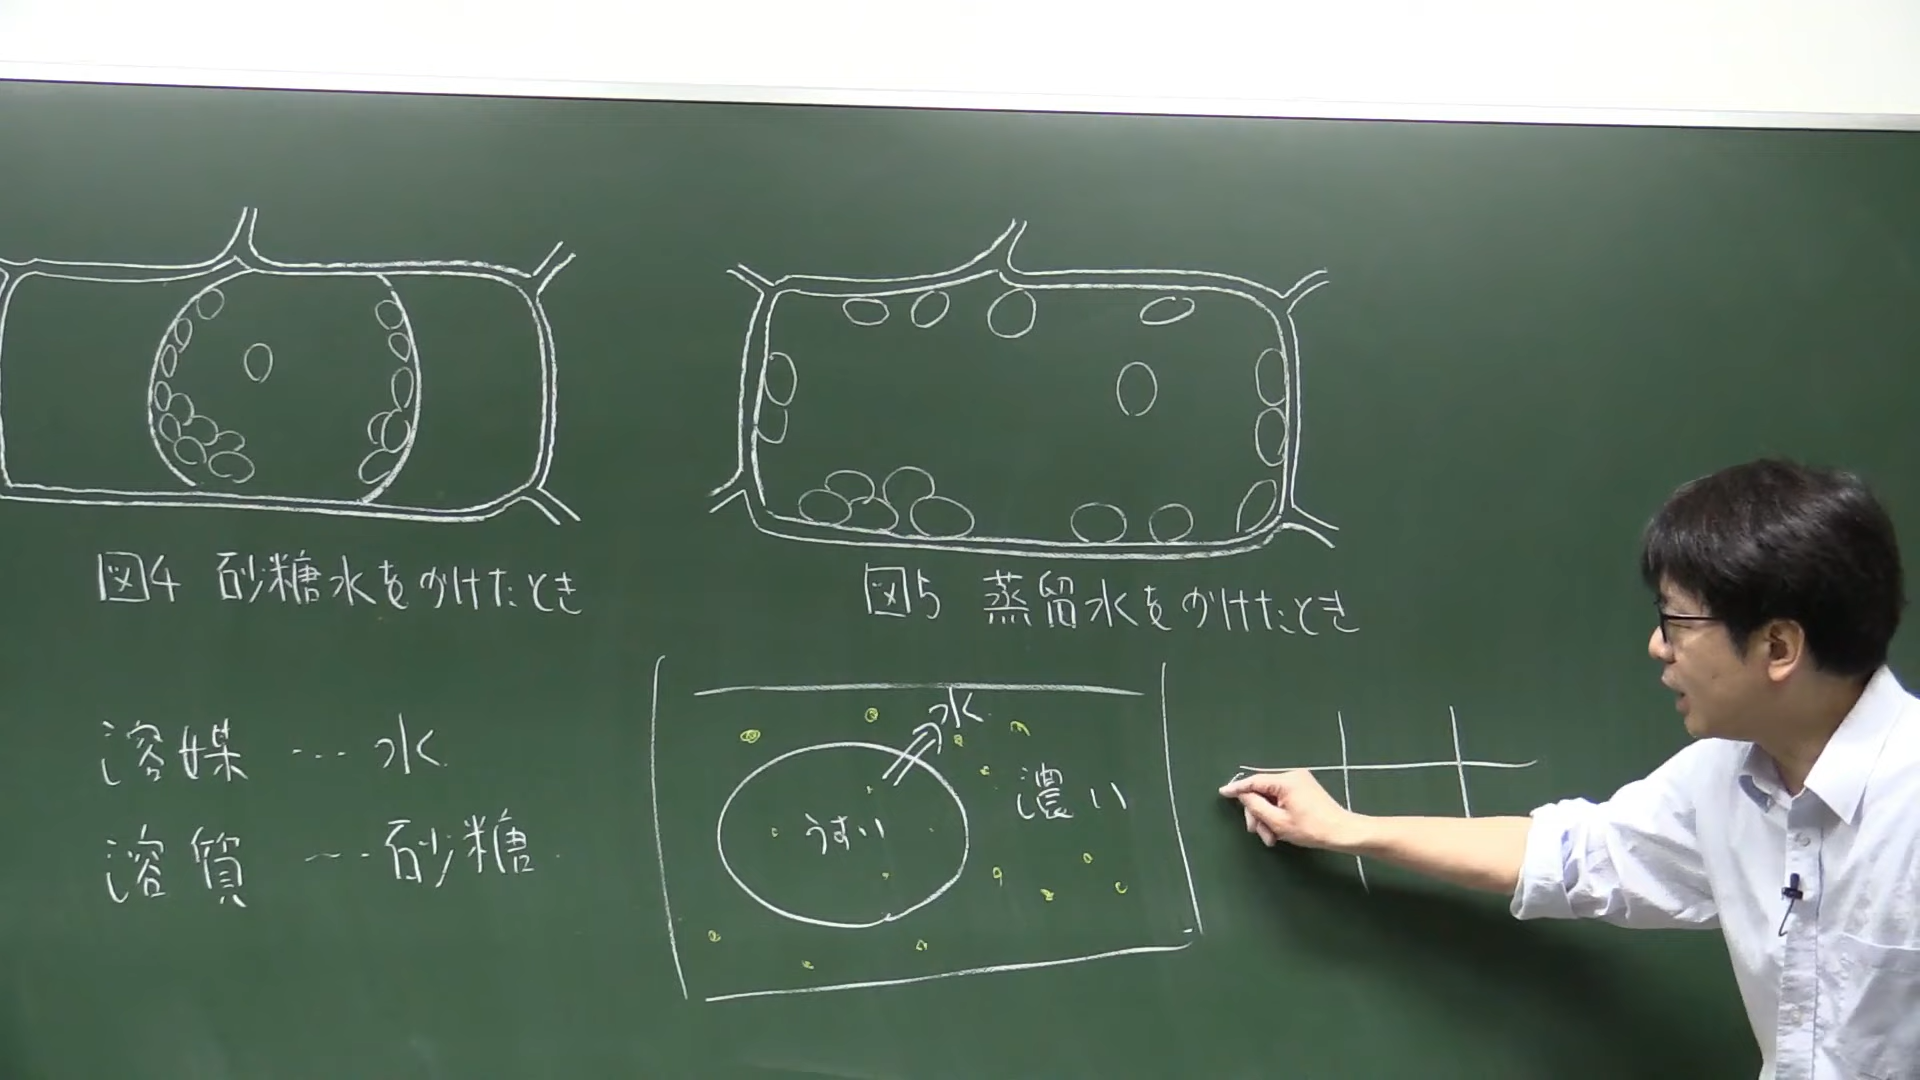 図4 砂糖水をかけたとき
図5 蒸留水をかけたとき
溶媒…水
溶質…砂糖
水
うすい
濃い